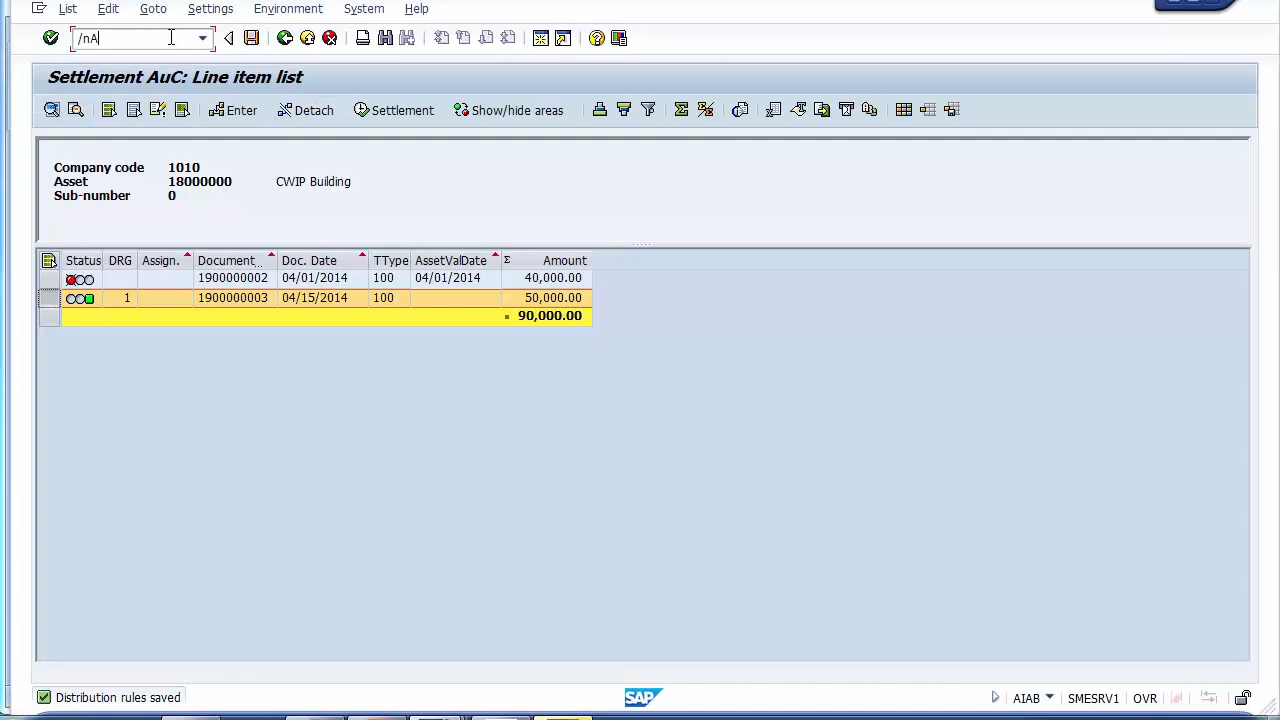 List Edit Goto Settings Environment System Help
/nA
Settlement AuC: Line item list
Enter Detach Settlement Show/hide areas
Company code 1010
Asset 18000000 CWIP Building
Sub-number 0
Status DRG Assign. Document... Doc. Date TType AssetValDate Σ Amount
1900000002 04/01/2014 100 04/01/2014 40,000.00
1 1900000003 04/15/2014 100 50,000.00
90,000.00
Distribution rules saved SAP AIAB SMESRV1 OVR